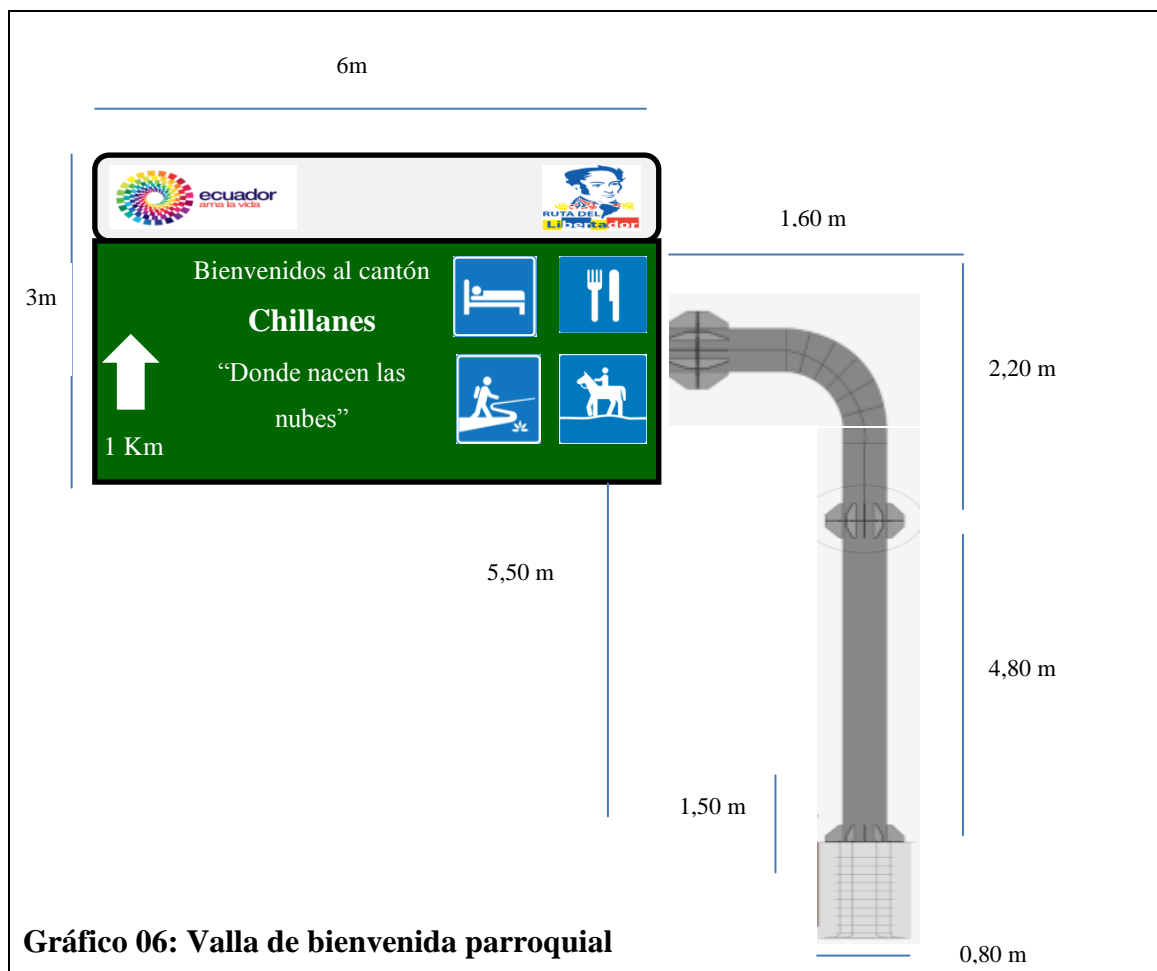 6m
ecuador
ama la vida
RUTA DEL
Libertador
1,60 m
3m
Bienvenidos al cantón
Chillanes
“Donde nacen las
nubes”
1 Km
2,20 m
5,50 m
4,80 m
1,50 m
Gráfico 06: Valla de bienvenida parroquial
0,80 m